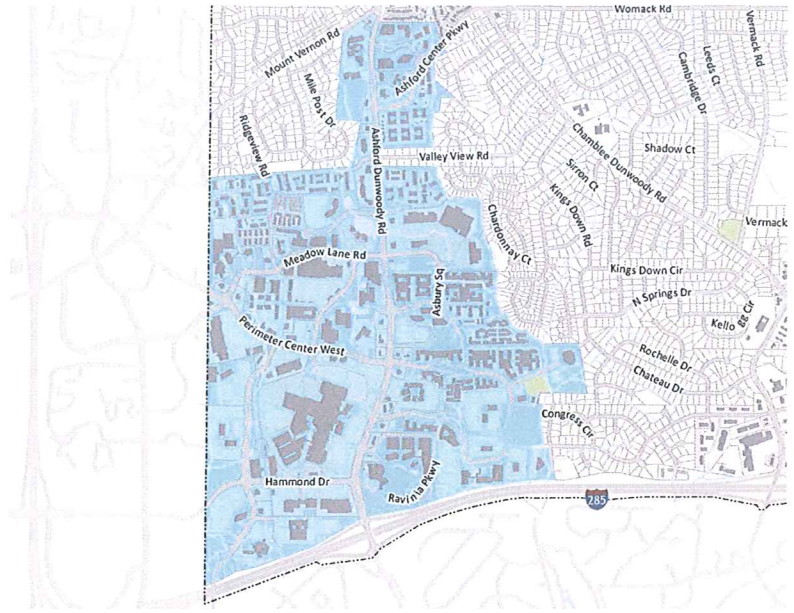 Womack Rd
Mount Vernon Rd
Ashford Center Pkwy
Vermack Rd
Leeds Ct
Cambridge Dr
Mile Post Dr
Ridgeview Rd
Ashford Dunwoody Rd
Valley View Rd
Chamblee Dunwoody Rd
Shadow Ct
Sirron Ct
Kings Down Rd
Chardonnay Ct
Vermack
Meadow Lane Rd
Asbury Sq
Kings Down Cir
N Springs Dr
Kello gg Cir
Perimeter Center West
Rochelle Dr
Chateau Dr
Congress Cir
Hammond Dr
Ravinia Pkwy
285